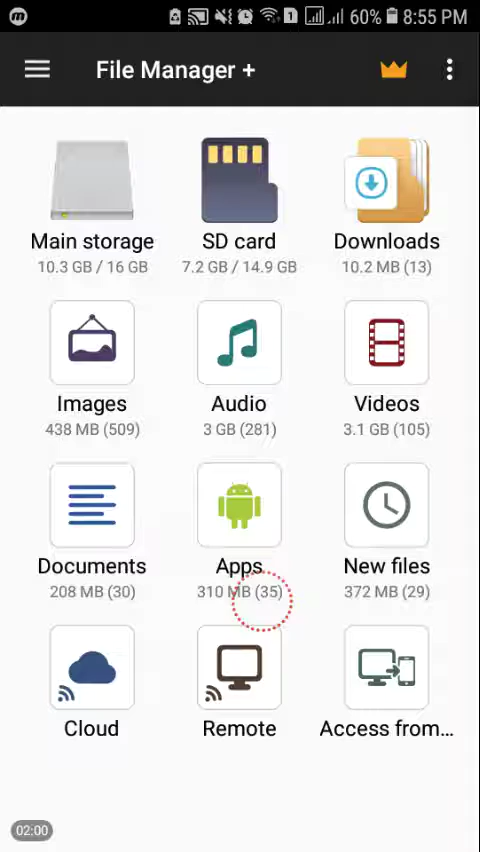 1 60% 8:55 PM
File Manager +
Main storage SD card Downloads
10.3 GB / 16 GB 7.2 GB / 14.9 GB 10.2 MB (13)
Images Audio Videos
438 MB (509) 3 GB (281) 3.1 GB (105)
Documents Apps New files
208 MB (30) 310 MB (35) 372 MB (29)
Cloud Remote Access from...
02:00